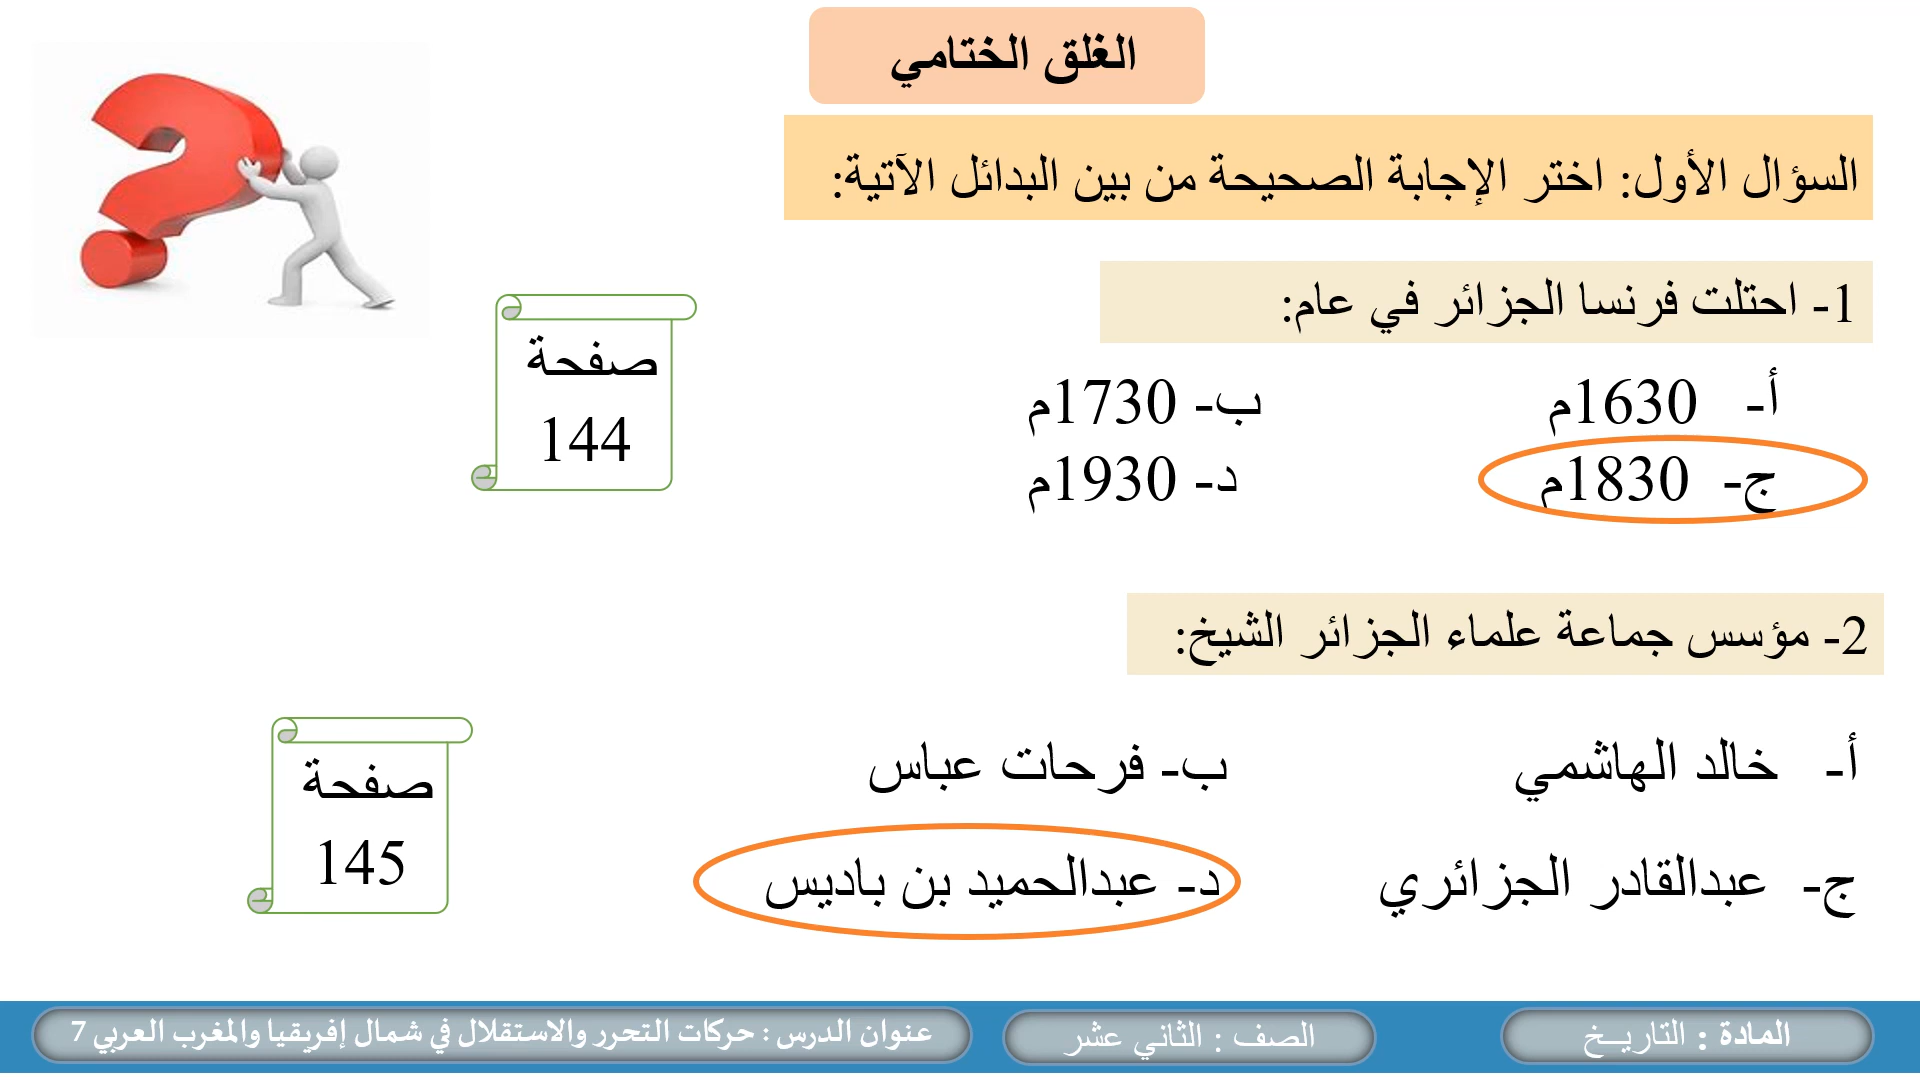 الغلق الختامي
السؤال الأول: اختر الإجابة الصحيحة من بين البدائل الآتية:
1- احتلت فرنسا الجزائر في عام:
أ- 1630م
ب- 1730م
ج- 1830م
د- 1930م
صفحة
144
2- مؤسس جماعة علماء الجزائر الشيخ:
أ- خالد الهاشمي
ب- فرحات عباس
ج- عبدالقادر الجزائري
د- عبدالحميد بن باديس
صفحة
145
المادة : التاريـخ
الصف : الثاني عشر
عنوان الدرس : حركات التحرر والاستقلال في شمال إفريقيا والمغرب العربي 7